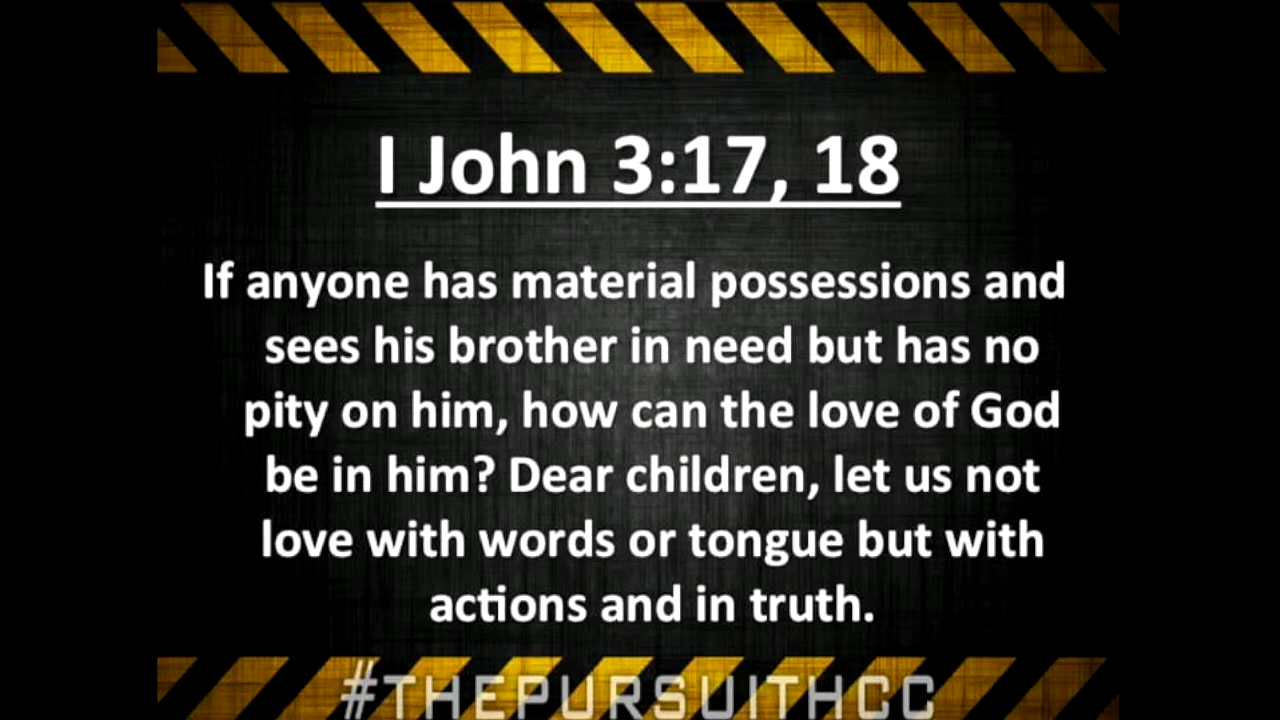 I John 3:17, 18
If anyone has material possessions and
sees his brother in need but has no
pity on him, how can the love of God
be in him? Dear children, let us not
love with words or tongue but with
actions and in truth.
#THEPURSUITHCC